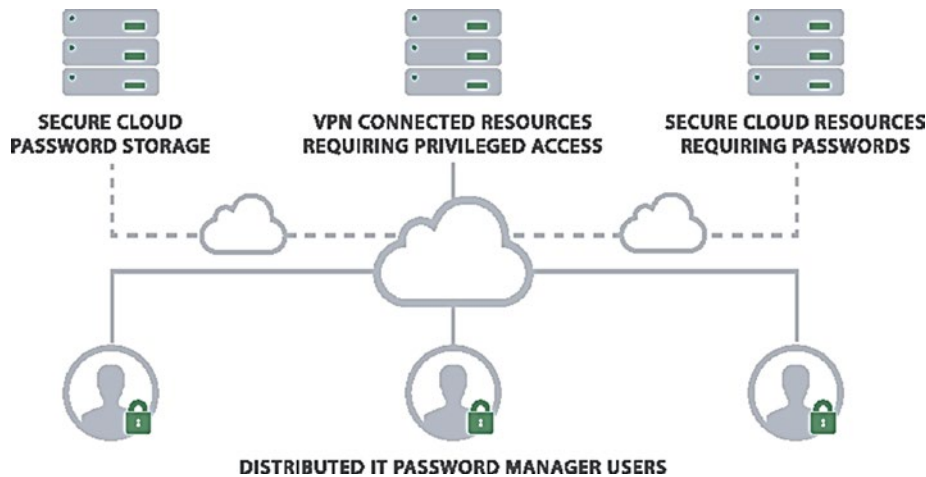 SECURE CLOUD
PASSWORD STORAGE
VPN CONNECTED RESOURCES
REQUIRING PRIVILEGED ACCESS
SECURE CLOUD RESOURCES
REQUIRING PASSWORDS
DISTRIBUTED IT PASSWORD MANAGER USERS